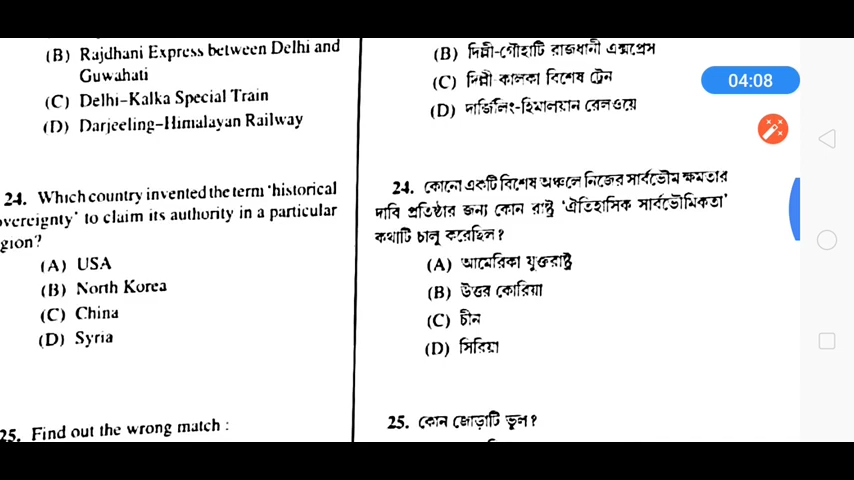 (B) Rajdhani Express between Delhi and
Guwahati
(C) Delhi–Kalka Special Train
(D) Darjeeling–Himalayan Railway
24. Which country invented the term 'historical
overeignty' to claim its authority in a particular
gion?
(A) USA
(B) North Korea
(C) China
(D) Syria
25. Find out the wrong match :
(B) দিল্লী-গৌহাটি রাজধানী এক্সপ্রেস
(C) দিল্লী কালকা বিশেষ ট্রেন
(D) দার্জিলিং-হিমালয়ান রেলওয়ে
24. কোনো একটি বিশেষ অঞ্চলে নিজের সার্বভৌম ক্ষমতার
দাবি প্রতিষ্ঠার জন্য কোন রাষ্ট্র 'ঐতিহাসিক সার্বভৌমিকতা'
কথাটি চালু করেছিল?
(A) আমেরিকা যুক্তরাষ্ট্র
(B) উত্তর কোরিয়া
(C) চীন
(D) সিরিয়া
25. কোন জোড়াটি ভুল?
04:08